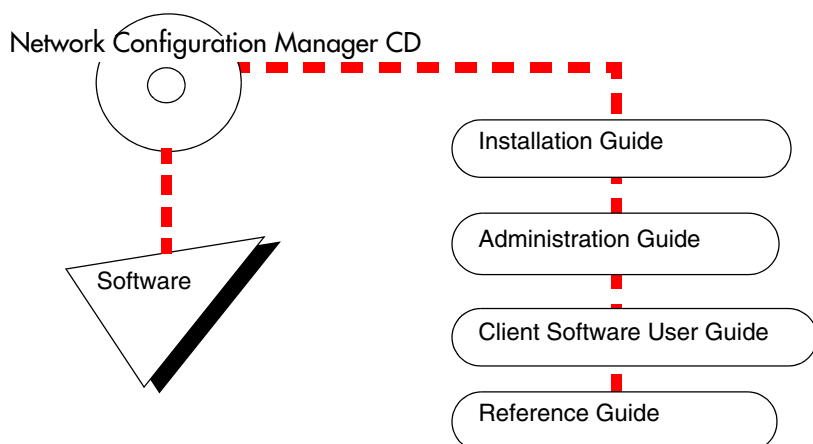 Network Configuration Manager CD
Installation Guide
Administration Guide
Software
Client Software User Guide
Reference Guide